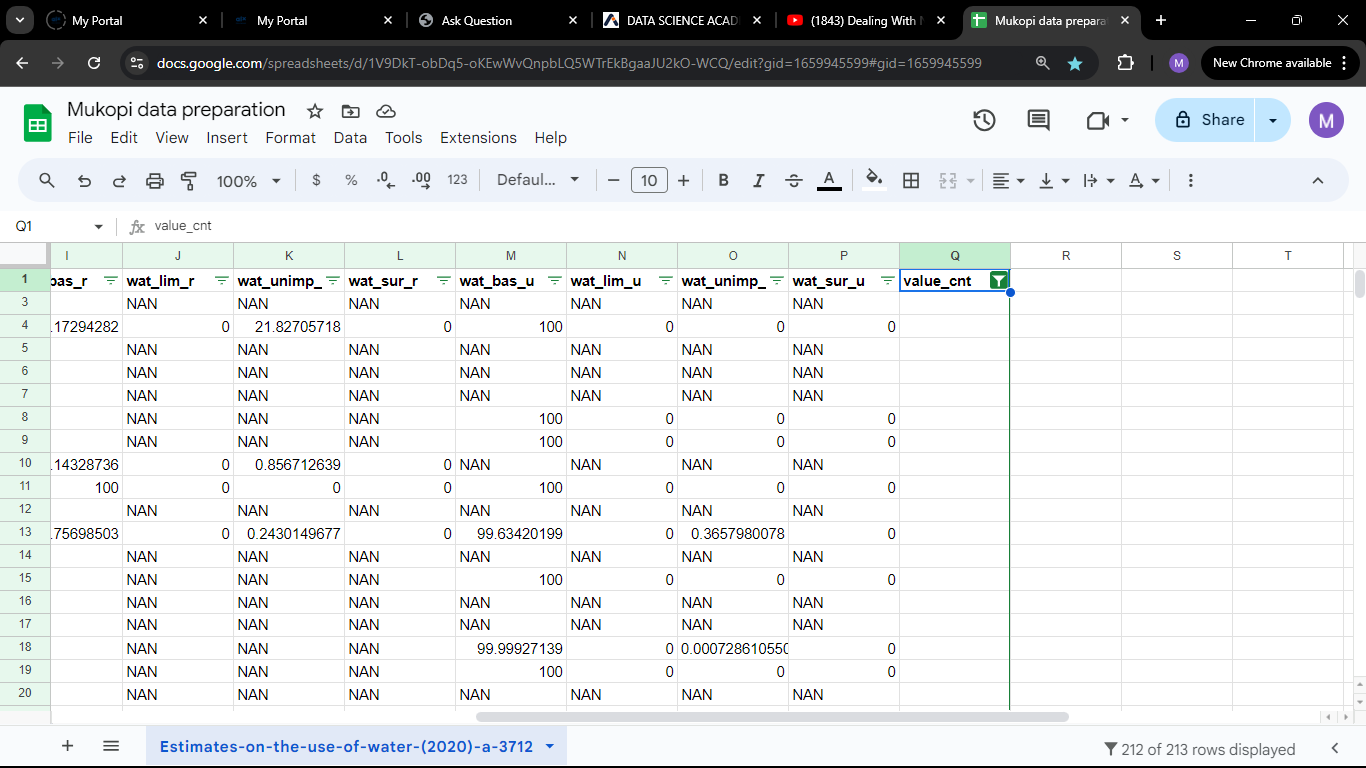 My Portal
My Portal
Ask Question
DATA SCIENCE ACAD
(1843) Dealing With
Mukopi data prepara
docs.google.com/spreadsheets/d/1V9DkT-obDq5-oKEwWvQnpbLQ5WTrEkBgaaJU2kO-WCQ/edit?gid=1659945599#gid=1659945599
M
New Chrome available
Mukopi data preparation
File Edit View Insert Format Data Tools Extensions Help
Share
M
100% $ % .0 .00 123 Defaul... 10 B I A A
Q1 fx value_cnt
I J K L M N O P Q R S T
1 bas_r wat_lim_r wat_unimp_ wat_sur_r wat_bas_u wat_lim_u wat_unimp_ wat_sur_u value_cnt
3 NAN NAN NAN NAN NAN NAN NAN
4 .17294282 0 21.82705718 0 100 0 0 0
5 NAN NAN NAN NAN NAN NAN NAN
6 NAN NAN NAN NAN NAN NAN NAN
7 NAN NAN NAN NAN NAN NAN NAN
8 NAN NAN NAN 100 0 0 0
9 NAN NAN NAN 100 0 0 0
10 .14328736 0 0.856712639 0 NAN NAN NAN NAN
11 100 0 0 0 100 0 0 0
12 NAN NAN NAN NAN NAN NAN NAN
13 .75698503 0 0.2430149677 0 99.63420199 0 0.3657980078 0
14 NAN NAN NAN NAN NAN NAN NAN
15 NAN NAN NAN 100 0 0 0
16 NAN NAN NAN NAN NAN NAN NAN
17 NAN NAN NAN NAN NAN NAN NAN
18 NAN NAN NAN 99.99927139 0 0.000728610550 0
19 NAN NAN NAN 100 0 0 0
20 NAN NAN NAN NAN NAN NAN NAN
Estimates-on-the-use-of-water-(2020)-a-3712
212 of 213 rows displayed